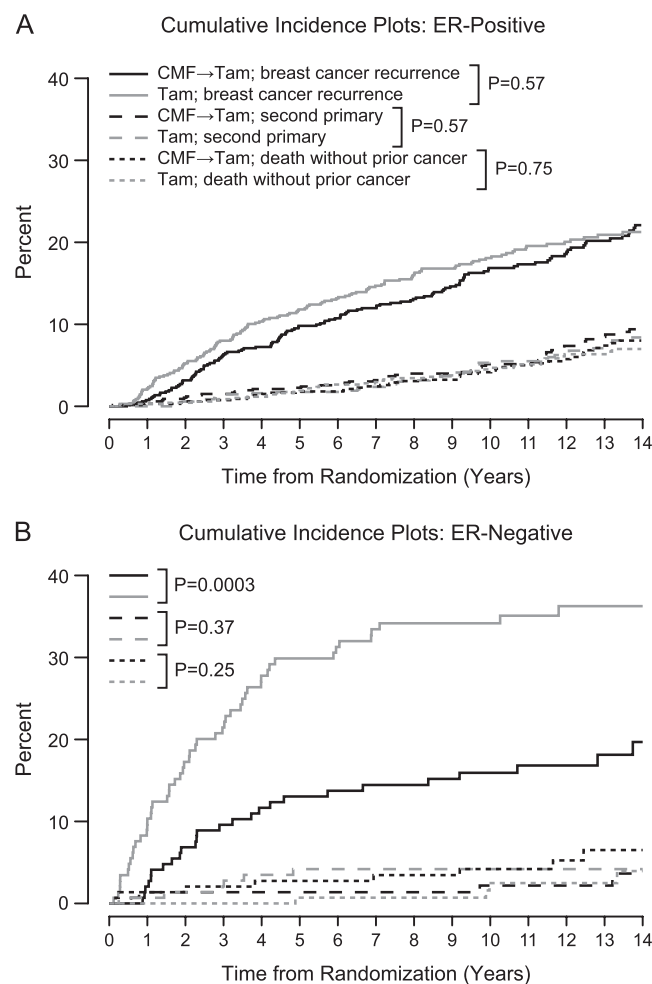 A
Cumulative Incidence Plots: ER-Positive
40
30
20
10
0
Percent
CMF→Tam; breast cancer recurrence
Tam; breast cancer recurrence
P=0.57
CMF→Tam; second primary
Tam; second primary
P=0.57
CMF→Tam; death without prior cancer
Tam; death without prior cancer
P=0.75
0 1 2 3 4 5 6 7 8 9 10 11 12 13 14
Time from Randomization (Years)
B
Cumulative Incidence Plots: ER-Negative
40
30
20
10
0
Percent
P=0.0003
P=0.37
P=0.25
0 1 2 3 4 5 6 7 8 9 10 11 12 13 14
Time from Randomization (Years)